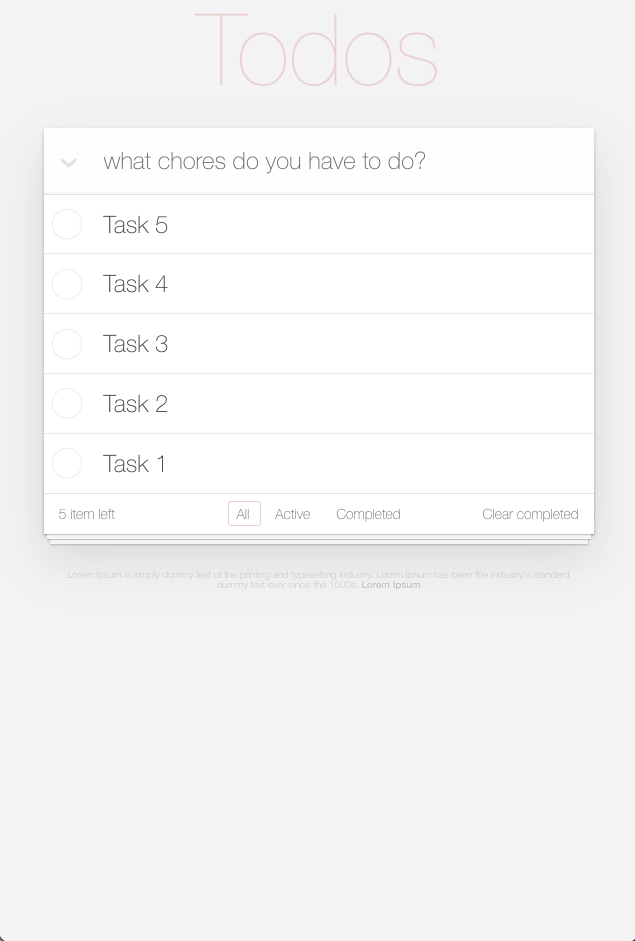 Todos
what chores do you have to do?
Task 5
Task 4
Task 3
Task 2
Task 1
5 item left All Active Completed Clear completed
Lorem Ipsum is simply dummy text of the printing and typesetting industry. Lorem Ipsum has been the industry's standard
dummy text ever since the 1500s. Lorem Ipsum